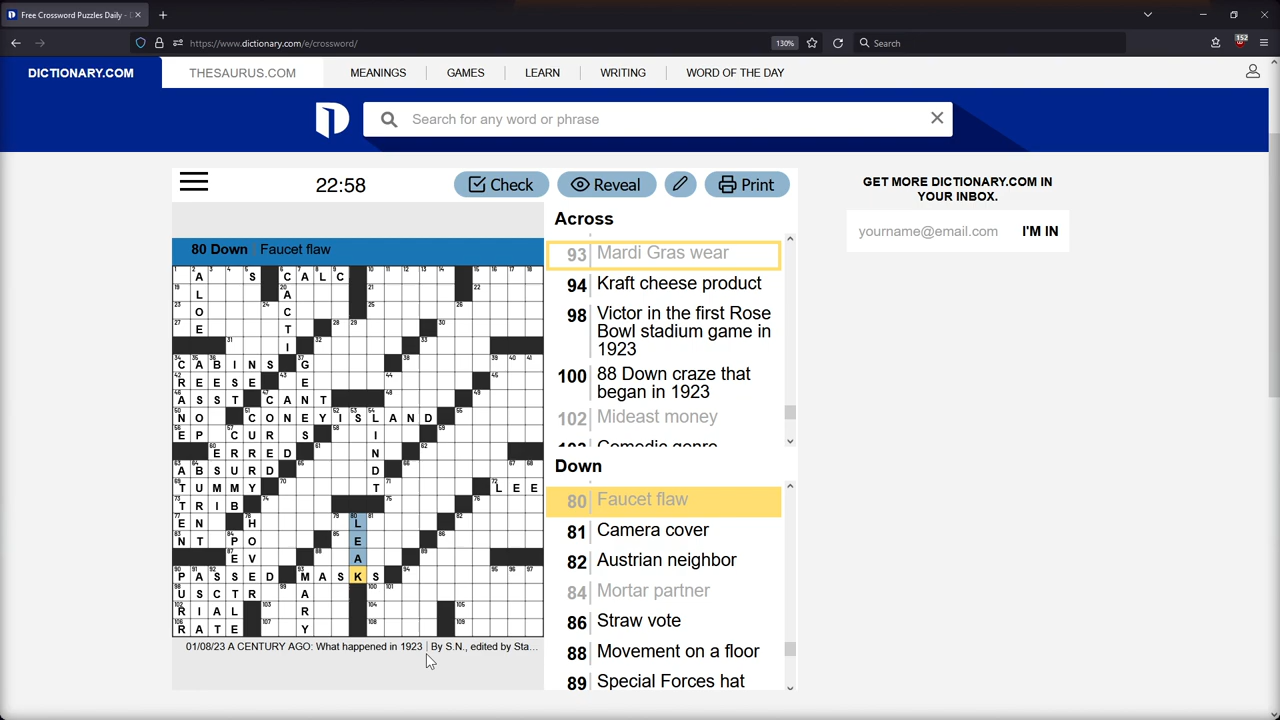 Free Crossword Puzzles Daily - D
https://www.dictionary.com/e/crossword/
130%
Search
152
DICTIONARY.COM
THESAURUS.COM
MEANINGS
GAMES
LEARN
WRITING
WORD OF THE DAY
Search for any word or phrase
22:58
Check
Reveal
Print
GET MORE DICTIONARY.COM IN
YOUR INBOX.
yourname@email.com
I'M IN
80 Down Faucet flaw
A S C A L C
L A
O C
E T
I
C A B I N S G
R E E S E E
A S S T C A N T
N O C O N E Y I S L A N D
E P C U R S I
E R R E D N
A B S U R D D
T U M M Y T L E E
T R I B
E N H L
N T O E
E V A
P A S S E D M A S K S
U S C T R A
R I A L R
R A T E Y
01/08/23 A CENTURY AGO: What happened in 1923 | By S.N., edited by Sta...
Across
93 Mardi Gras wear
94 Kraft cheese product
98 Victor in the first Rose
Bowl stadium game in
1923
100 88 Down craze that
began in 1923
102 Mideast money
103 Comedic genre
Down
80 Faucet flaw
81 Camera cover
82 Austrian neighbor
84 Mortar partner
86 Straw vote
88 Movement on a floor
89 Special Forces hat